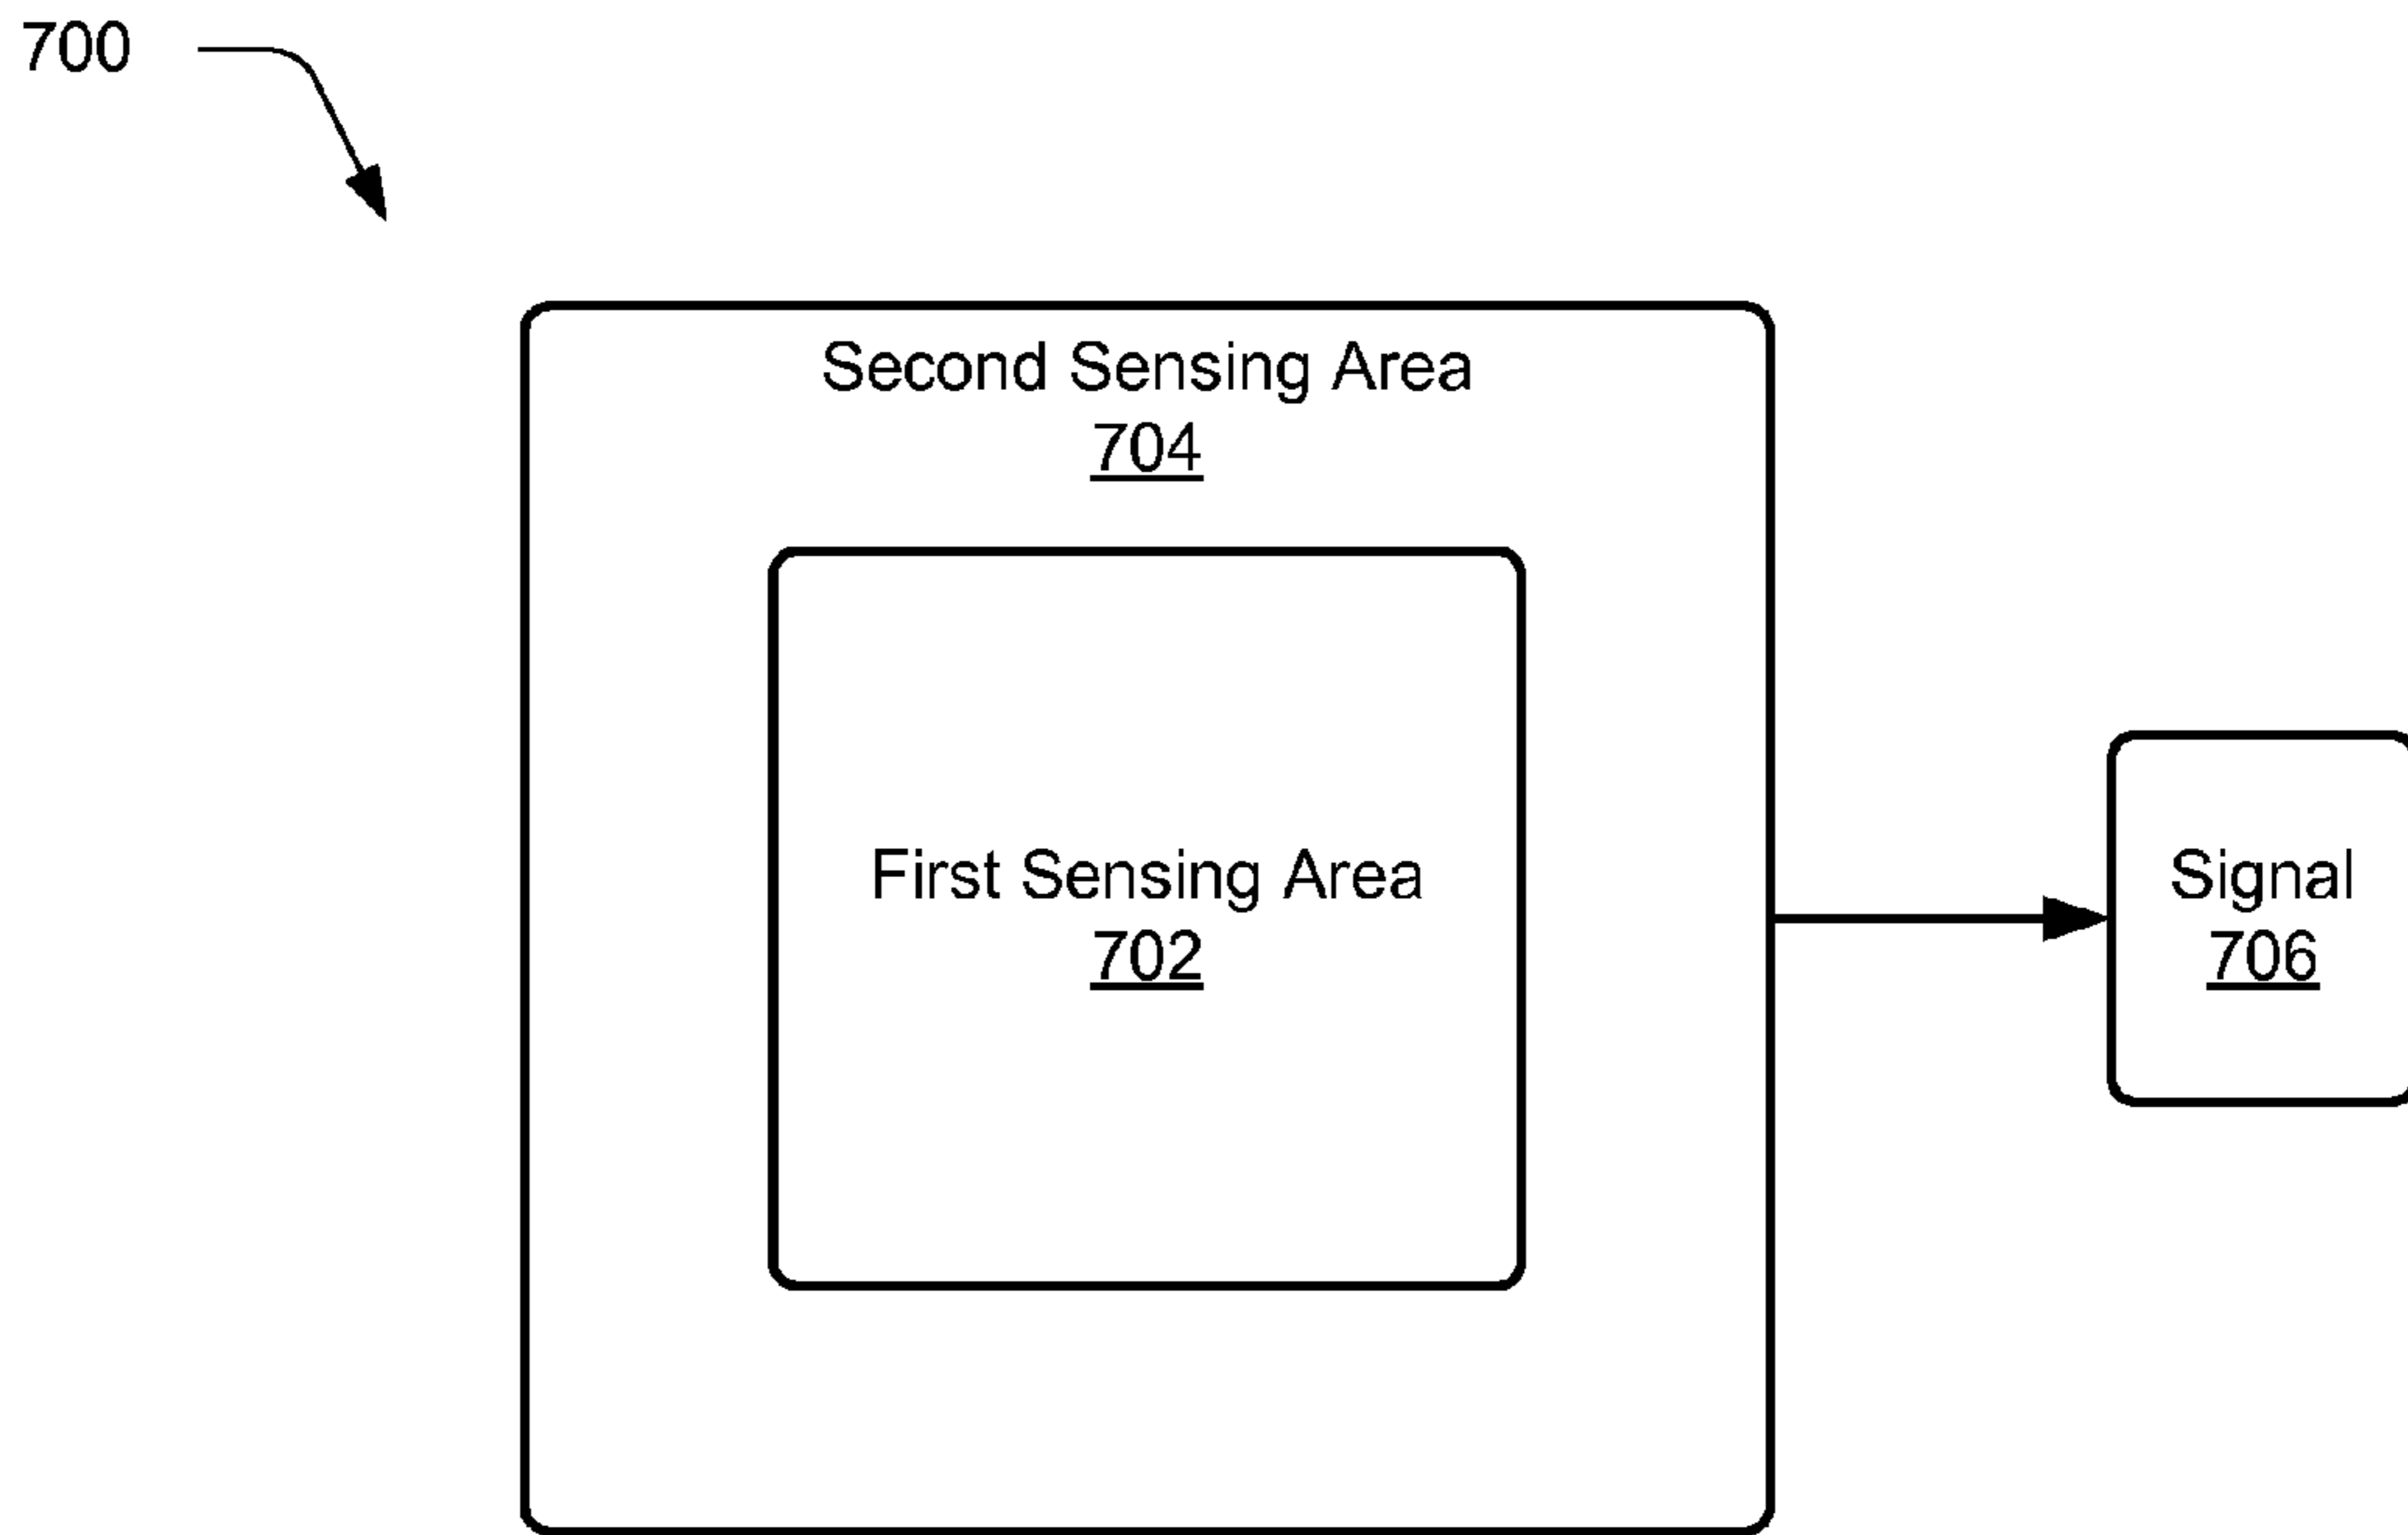 700
Second Sensing Area
704
First Sensing Area
702
Signal
706